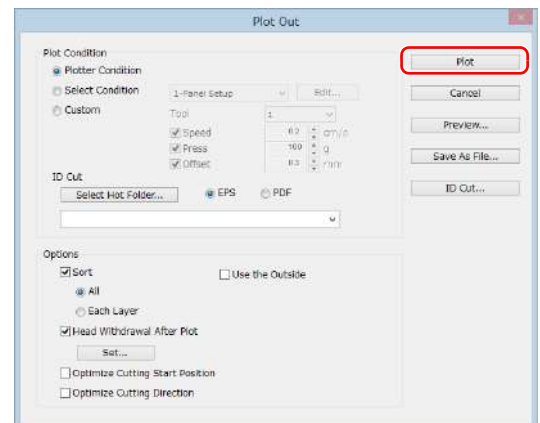 Plot Out
Plot Condition
Plotter Condition
Select Condition
1-Panel Setup
Edit...
Custom
Tool
1
Speed
cm/s
Press
100
g
Offset
0.3
mm
ID Cut
Select Hot Folder...
EPS
PDF
Options
Sort
Use the Outside
All
Each Layer
Head Withdrawal After Plot
Set...
Optimize Cutting Start Position
Optimize Cutting Direction
Plot
Cancel
Preview...
Save As File...
ID Cut...